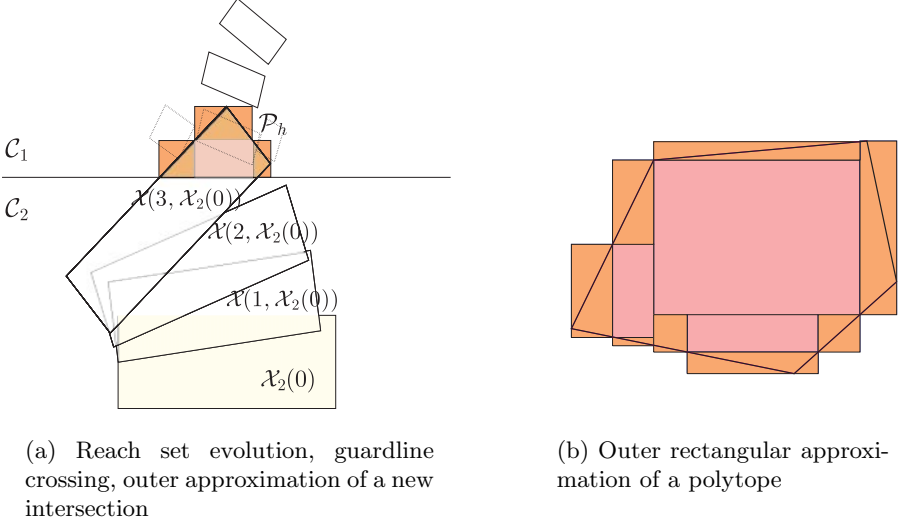 𝒫ₕ
𝒞₁
𝒞₂
𝒳(3, 𝒳₂(0))
𝒳(2, 𝒳₂(0))
𝒳(1, 𝒳₂(0))
𝒳₂(0)
(a) Reach set evolution, guardline
crossing, outer approximation of a new
intersection
(b) Outer rectangular approxi-
mation of a polytope